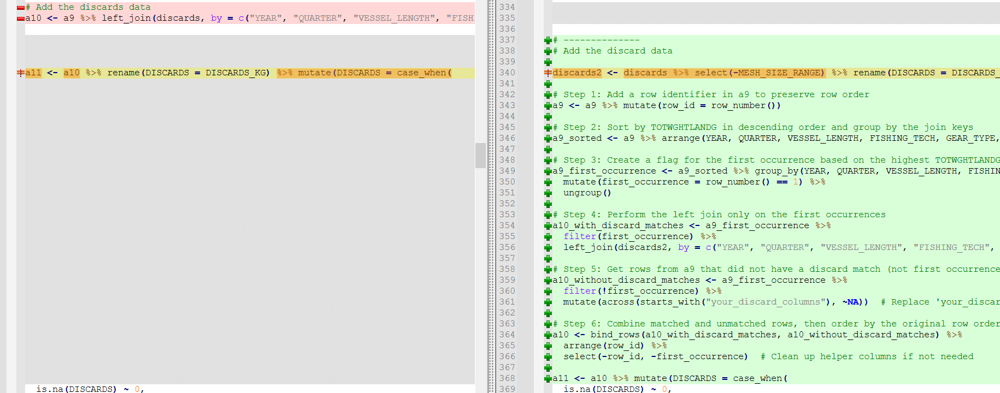 # Add the discards data
a10 <- a9 %>% left_join(discards, by = c("YEAR", "QUARTER", "VESSEL_LENGTH", "FISH
a11 <- a10 %>% rename(DISCARDS = DISCARDS_KG) %>% mutate(DISCARDS = case_when(
is.na(DISCARDS) ~ 0,
334
335
336
337 # --------------
338 # Add the discard data
339
340 discards2 <- discards %>% select(-MESH_SIZE_RANGE) %>% rename(DISCARDS = DISCARDS_
341
342 # Step 1: Add a row identifier in a9 to preserve row order
343 a9 <- a9 %>% mutate(row_id = row_number())
344
345 # Step 2: Sort by TOTWGHTLANDG in descending order and group by the join keys
346 a9_sorted <- a9 %>% arrange(YEAR, QUARTER, VESSEL_LENGTH, FISHING_TECH, GEAR_TYPE,
347
348 # Step 3: Create a flag for the first occurrence based on the highest TOTWGHTLANDG
349 a9_first_occurrence <- a9_sorted %>% group_by(YEAR, QUARTER, VESSEL_LENGTH, FISHIN
350   mutate(first_occurrence = row_number() == 1) %>%
351   ungroup()
352
353 # Step 4: Perform the left join only on the first occurrences
354 a10_with_discard_matches <- a9_first_occurrence %>%
355   filter(first_occurrence) %>%
356   left_join(discards2, by = c("YEAR", "QUARTER", "VESSEL_LENGTH", "FISHING_TECH",
357
358 # Step 5: Get rows from a9 that did not have a discard match (not first occurrence
359 a10_without_discard_matches <- a9_first_occurrence %>%
360   filter(!first_occurrence) %>%
361   mutate(across(starts_with("your_discard_columns"), ~NA))  # Replace 'your_discar
362
363 # Step 6: Combine matched and unmatched rows, then order by the original row order
364 a10 <- bind_rows(a10_with_discard_matches, a10_without_discard_matches) %>%
365   arrange(row_id) %>%
366   select(-row_id, -first_occurrence)  # Clean up helper columns if not needed
367
368 a11 <- a10 %>% mutate(DISCARDS = case_when(
369   is.na(DISCARDS) ~ 0,